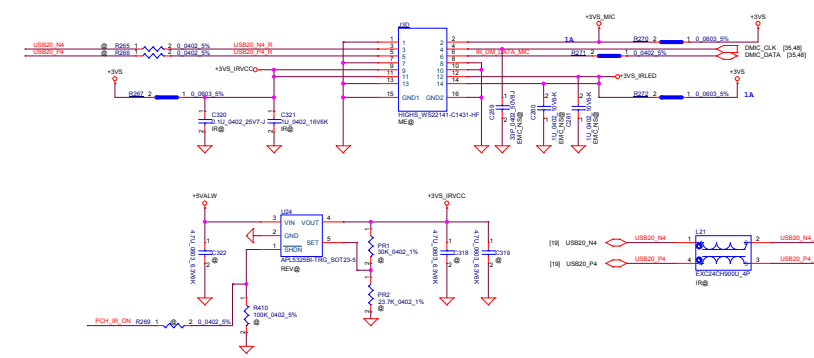 J3D
+3VS_MIC
+3VS
USB20_N4 @ R265 1 2 0_0402_5% USB20_N4_R
1A R270 2 1 0_0603_5%
USB20_P4 @ R266 1 2 0_0402_5% USB20_P4_R
IR_DM_DATA_MIC R271 2 1 0_0402_5%
DMIC_CLK [35,48]
DMIC_DATA [35,48]
1 3 5 7 9 11 13
2 4 6 8 10 12 14
+3VS +3VS_IRVCC +3VS_IRLED +3VS
R267 2 1 0_0603_5%
15 GND1 GND2 16
R272 2 1 0_0603_5% 1A
C320
0.1U_0402_25V7-J
IR@
C321
1U_0402_16V6K
IR@
HIGHS_WS22141-C1431-HF
ME@
C259
33P_0402_50V8J
EMC_NS@
C260
.1U_0402_10V6-K
EMC_NS@
C261
.1U_0402_10V6-K
EMC_NS@
+5VALW
U24
+3VS_IRVCC
3 VIN VOUT 4
2 GND
SET 5
1 SHDN
APL5325BI-TRG_SOT23-5
REV@
4.7U_0603_6.3V6K
C322
@
PR1
30K_0402_1%
@
4.7U_0603_6.3V6K
C318
@
4.7U_0603_6.3V6K
C319
@
PR2
23.7K_0402_1%
@
R410
100K_0402_5%
@
PCH_IR_ON R269 1 @ 2 0_0402_5%
L21
[19] USB20_N4 USB20_N4 1 2 USB20_N4_
[19] USB20_P4 USB20_P4 4 3 USB20_P4_
EXC24CH900U_4P
IR@